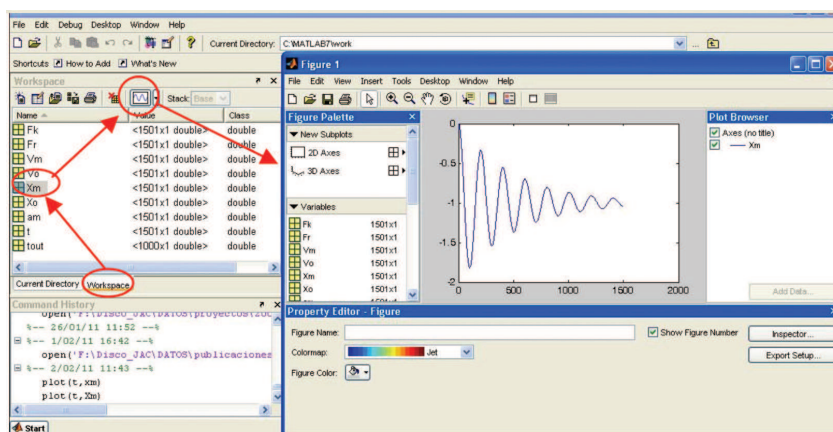 File Edit Debug Desktop Window Help
Current Directory: C:\MATLAB7\work
Shortcuts How to Add What's New
Workspace
Stack: Base
Name Value Class
Fk <1501x1 double> double
Fr <1501x1 double> double
Vm <1501x1 double> double
Vo <1501x1 double> double
Xm <1501x1 double> double
Xo <1501x1 double> double
am <1501x1 double> double
t <1501x1 double> double
tout <1000x1 double> double
Current Directory Workspace
Command History
open('F:\Disco_JAC\DATOS\proyectos\
%-- 26/01/11 11:52 --%
%-- 1/02/11 16:42 --%
open('F:\Disco_JAC\DATOS\publicaciones
%-- 2/02/11 11:43 --%
plot(t,xm)
plot(t,Xm)
Start
Figure 1
File Edit View Insert Tools Desktop Window Help
Figure Palette
New Subplots
2D Axes
3D Axes
Variables
Fk 1501x1
Fr 1501x1
Vm 1501x1
Vo 1501x1
Xm 1501x1
Xo 1501x1
0
-0.5
-1
-1.5
-2
0 500 1000 1500 2000
Plot Browser
Axes (no title)
Xm
Add Data...
Property Editor - Figure
Figure Name:
Show Figure Number
Inspector...
Colormap: Jet
Export Setup...
Figure Color: